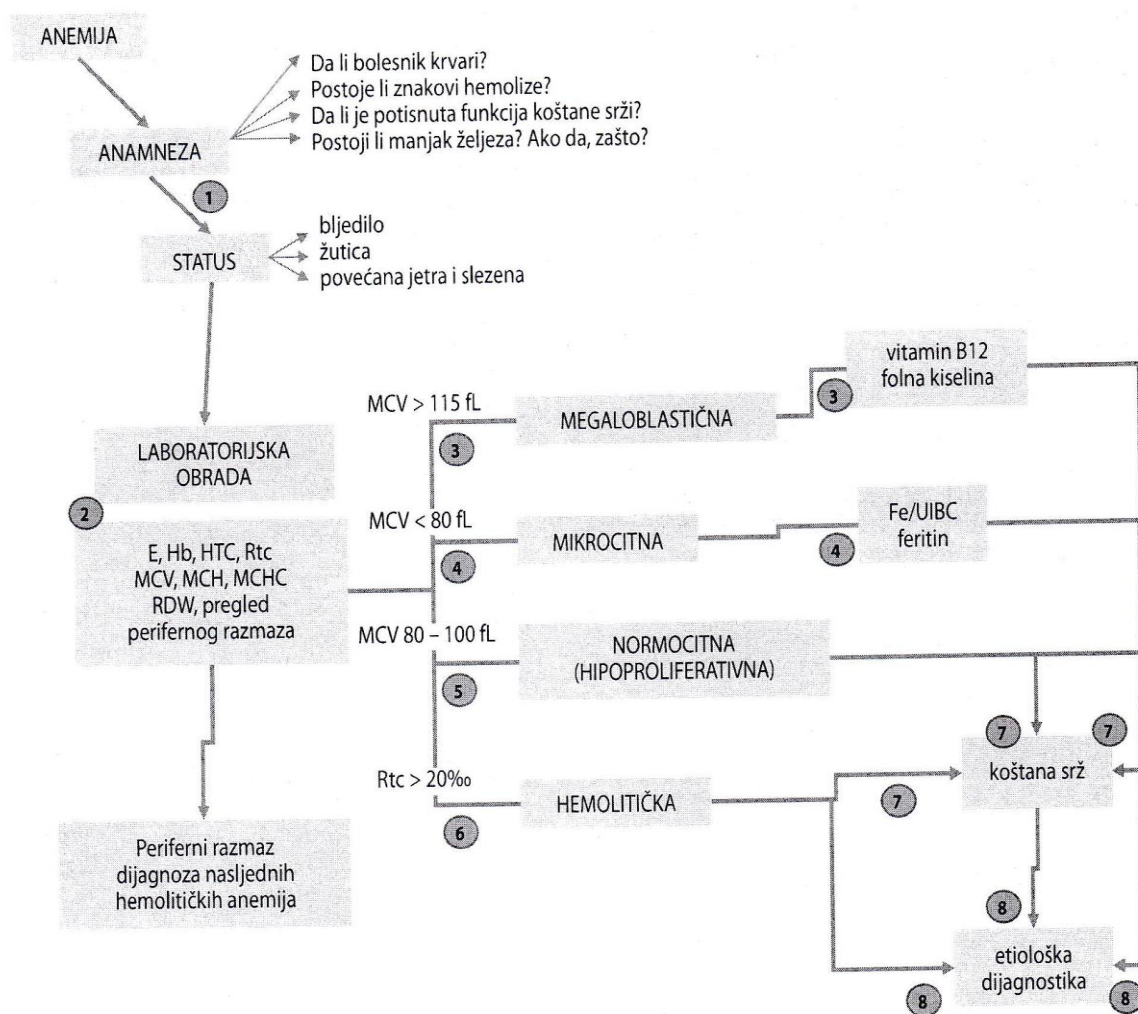 ANEMIJA
Da li bolesnik krvari?
Postoje li znakovi hemolize?
Da li je potisnuta funkcija koštane srži?
Postoji li manjak željeza? Ako da, zašto?
ANAMNEZA
1
STATUS
bljedilo
žutica
povećana jetra i slezena
LABORATORIJSKA
OBRADA
2
E, Hb, HTC, Rtc
MCV, MCH, MCHC
RDW, pregled
perifernog razmaza
Periferni razmaz
dijagnoza nasljednih
hemolitičkih anemija
MCV > 115 fL
3
MEGALOBLASTIČNA
3
vitamin B12
folna kiselina
MCV < 80 fL
4
MIKROCITNA
4
Fe/UIBC
feritin
MCV 80 – 100 fL
5
NORMOCITNA
(HIPOPROLIFERATIVNA)
Rtc > 20‰
6
HEMOLITIČKA
7
7
7
koštana srž
8
etiološka
dijagnostika
8
8